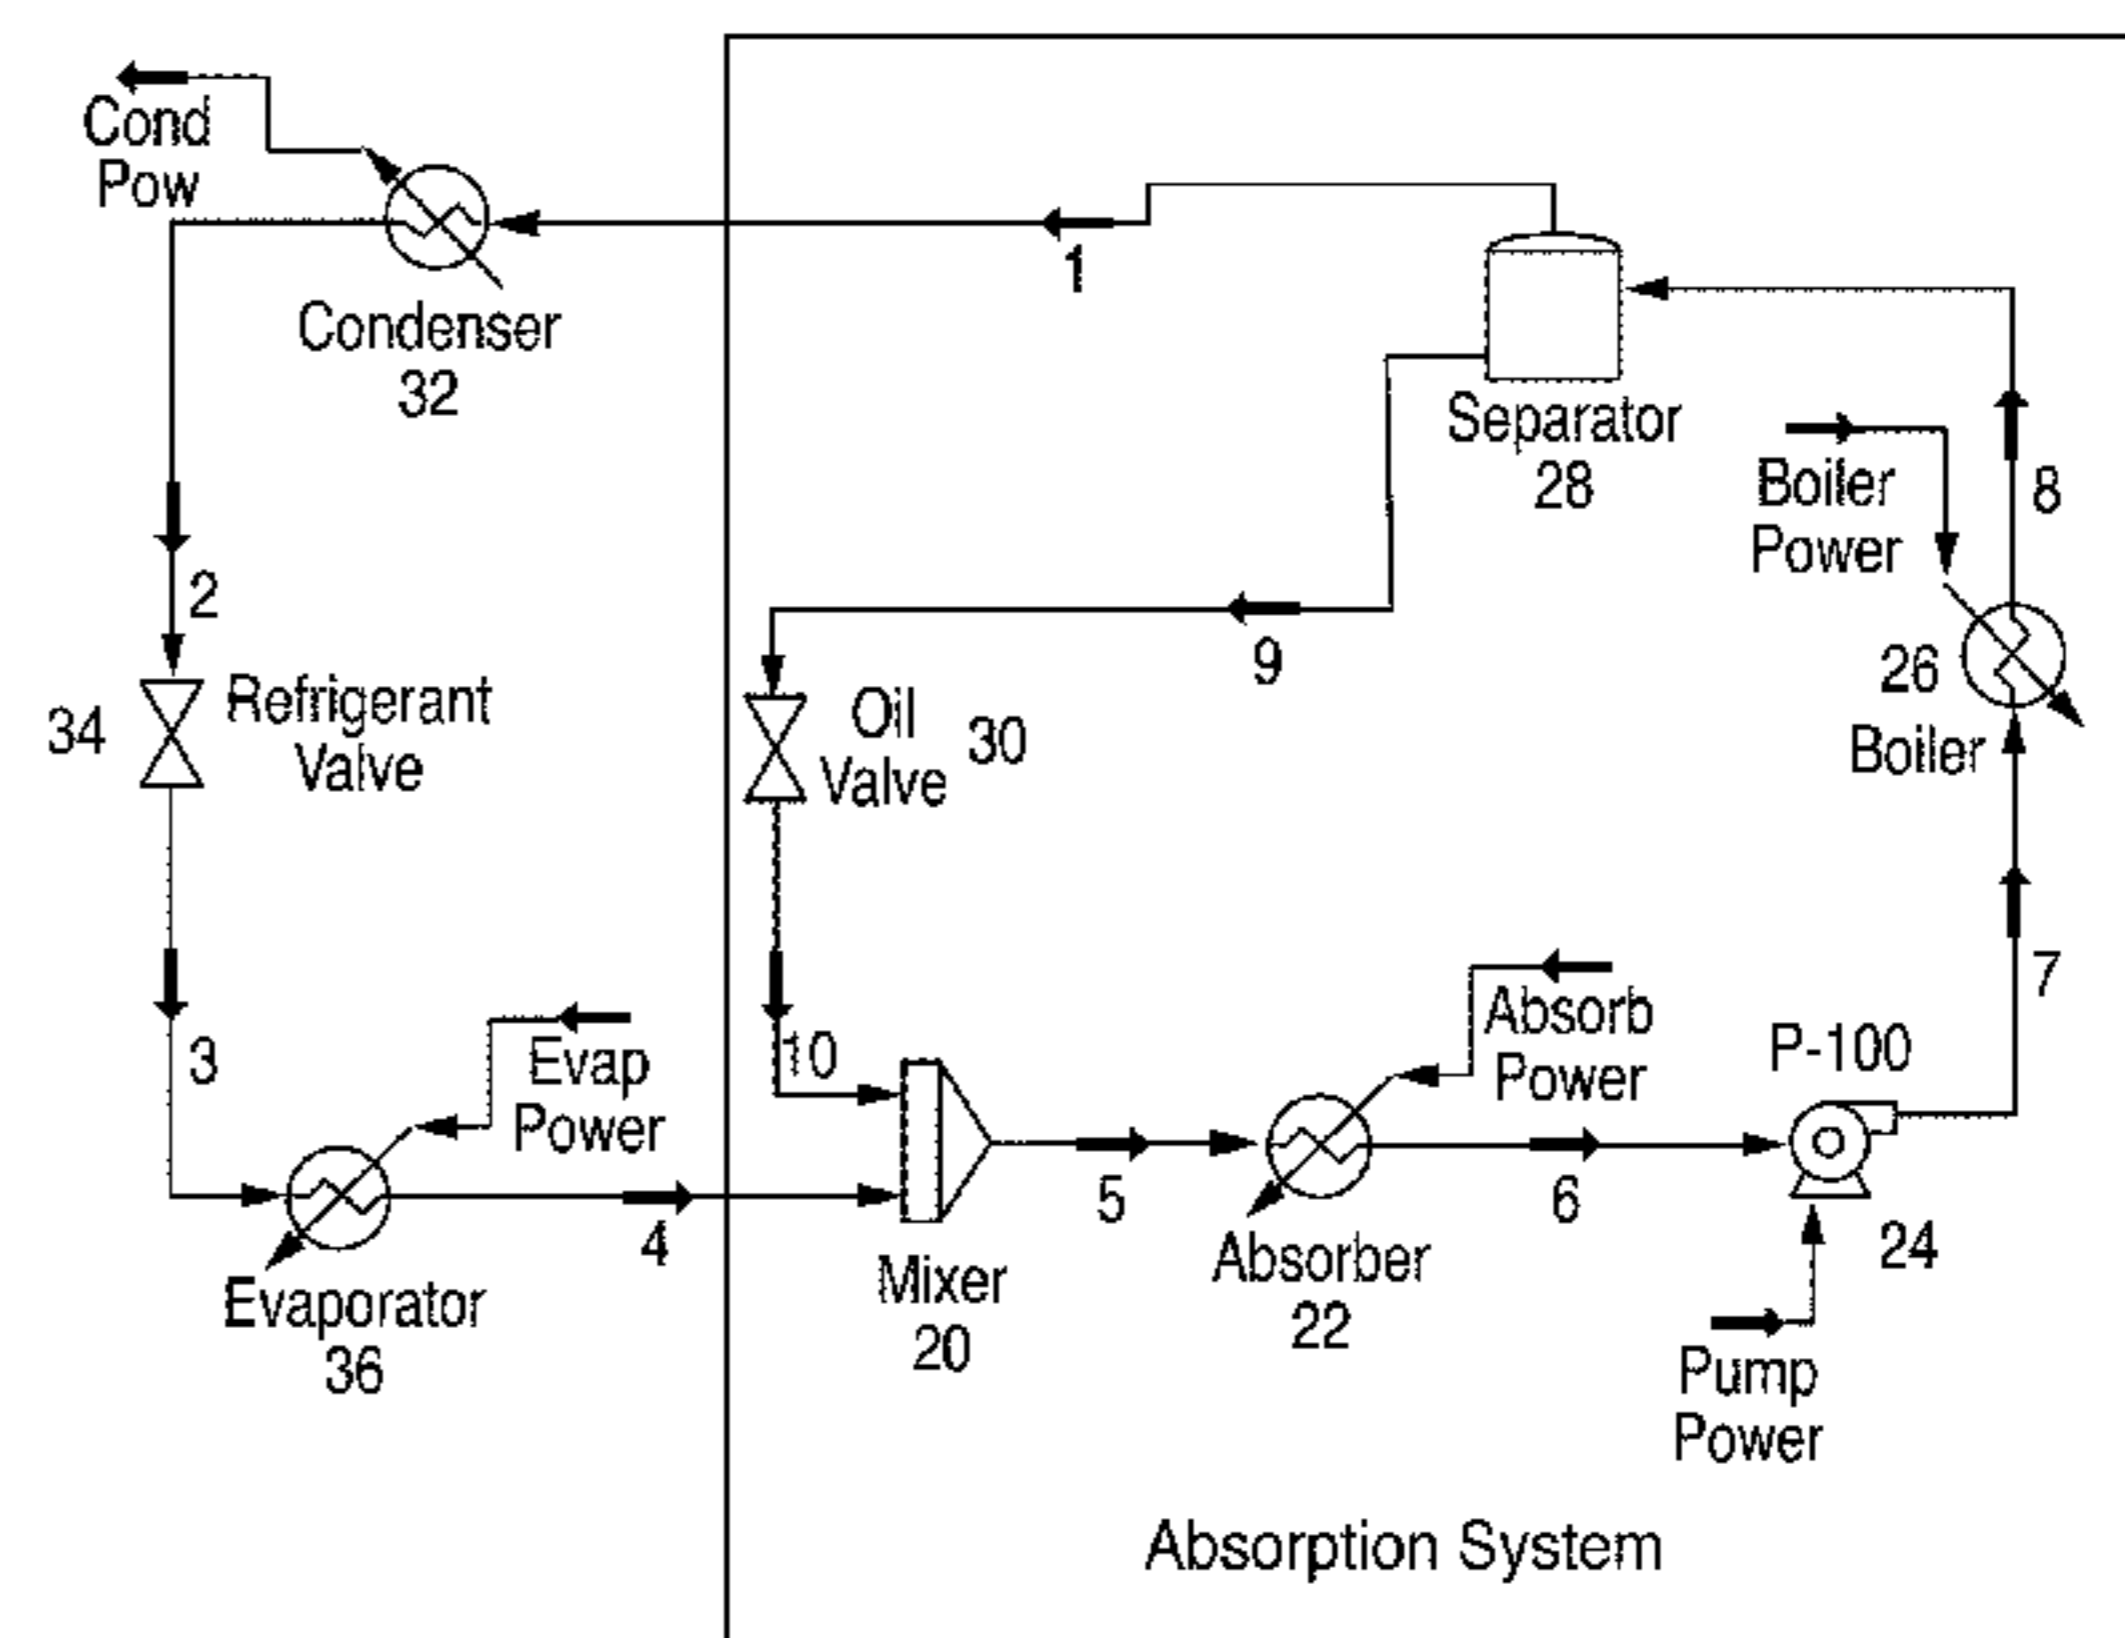 Cond
Pow
1
Condenser
32
Separator
28
Boiler
Power
8
2
9
26
Boiler
34
Refrigerant
Valve
Oil
Valve
30
7
3
Evap
Power
10
Absorb
Power
P-100
4
5
6
24
Evaporator
36
Mixer
20
Absorber
22
Pump
Power
Absorption System